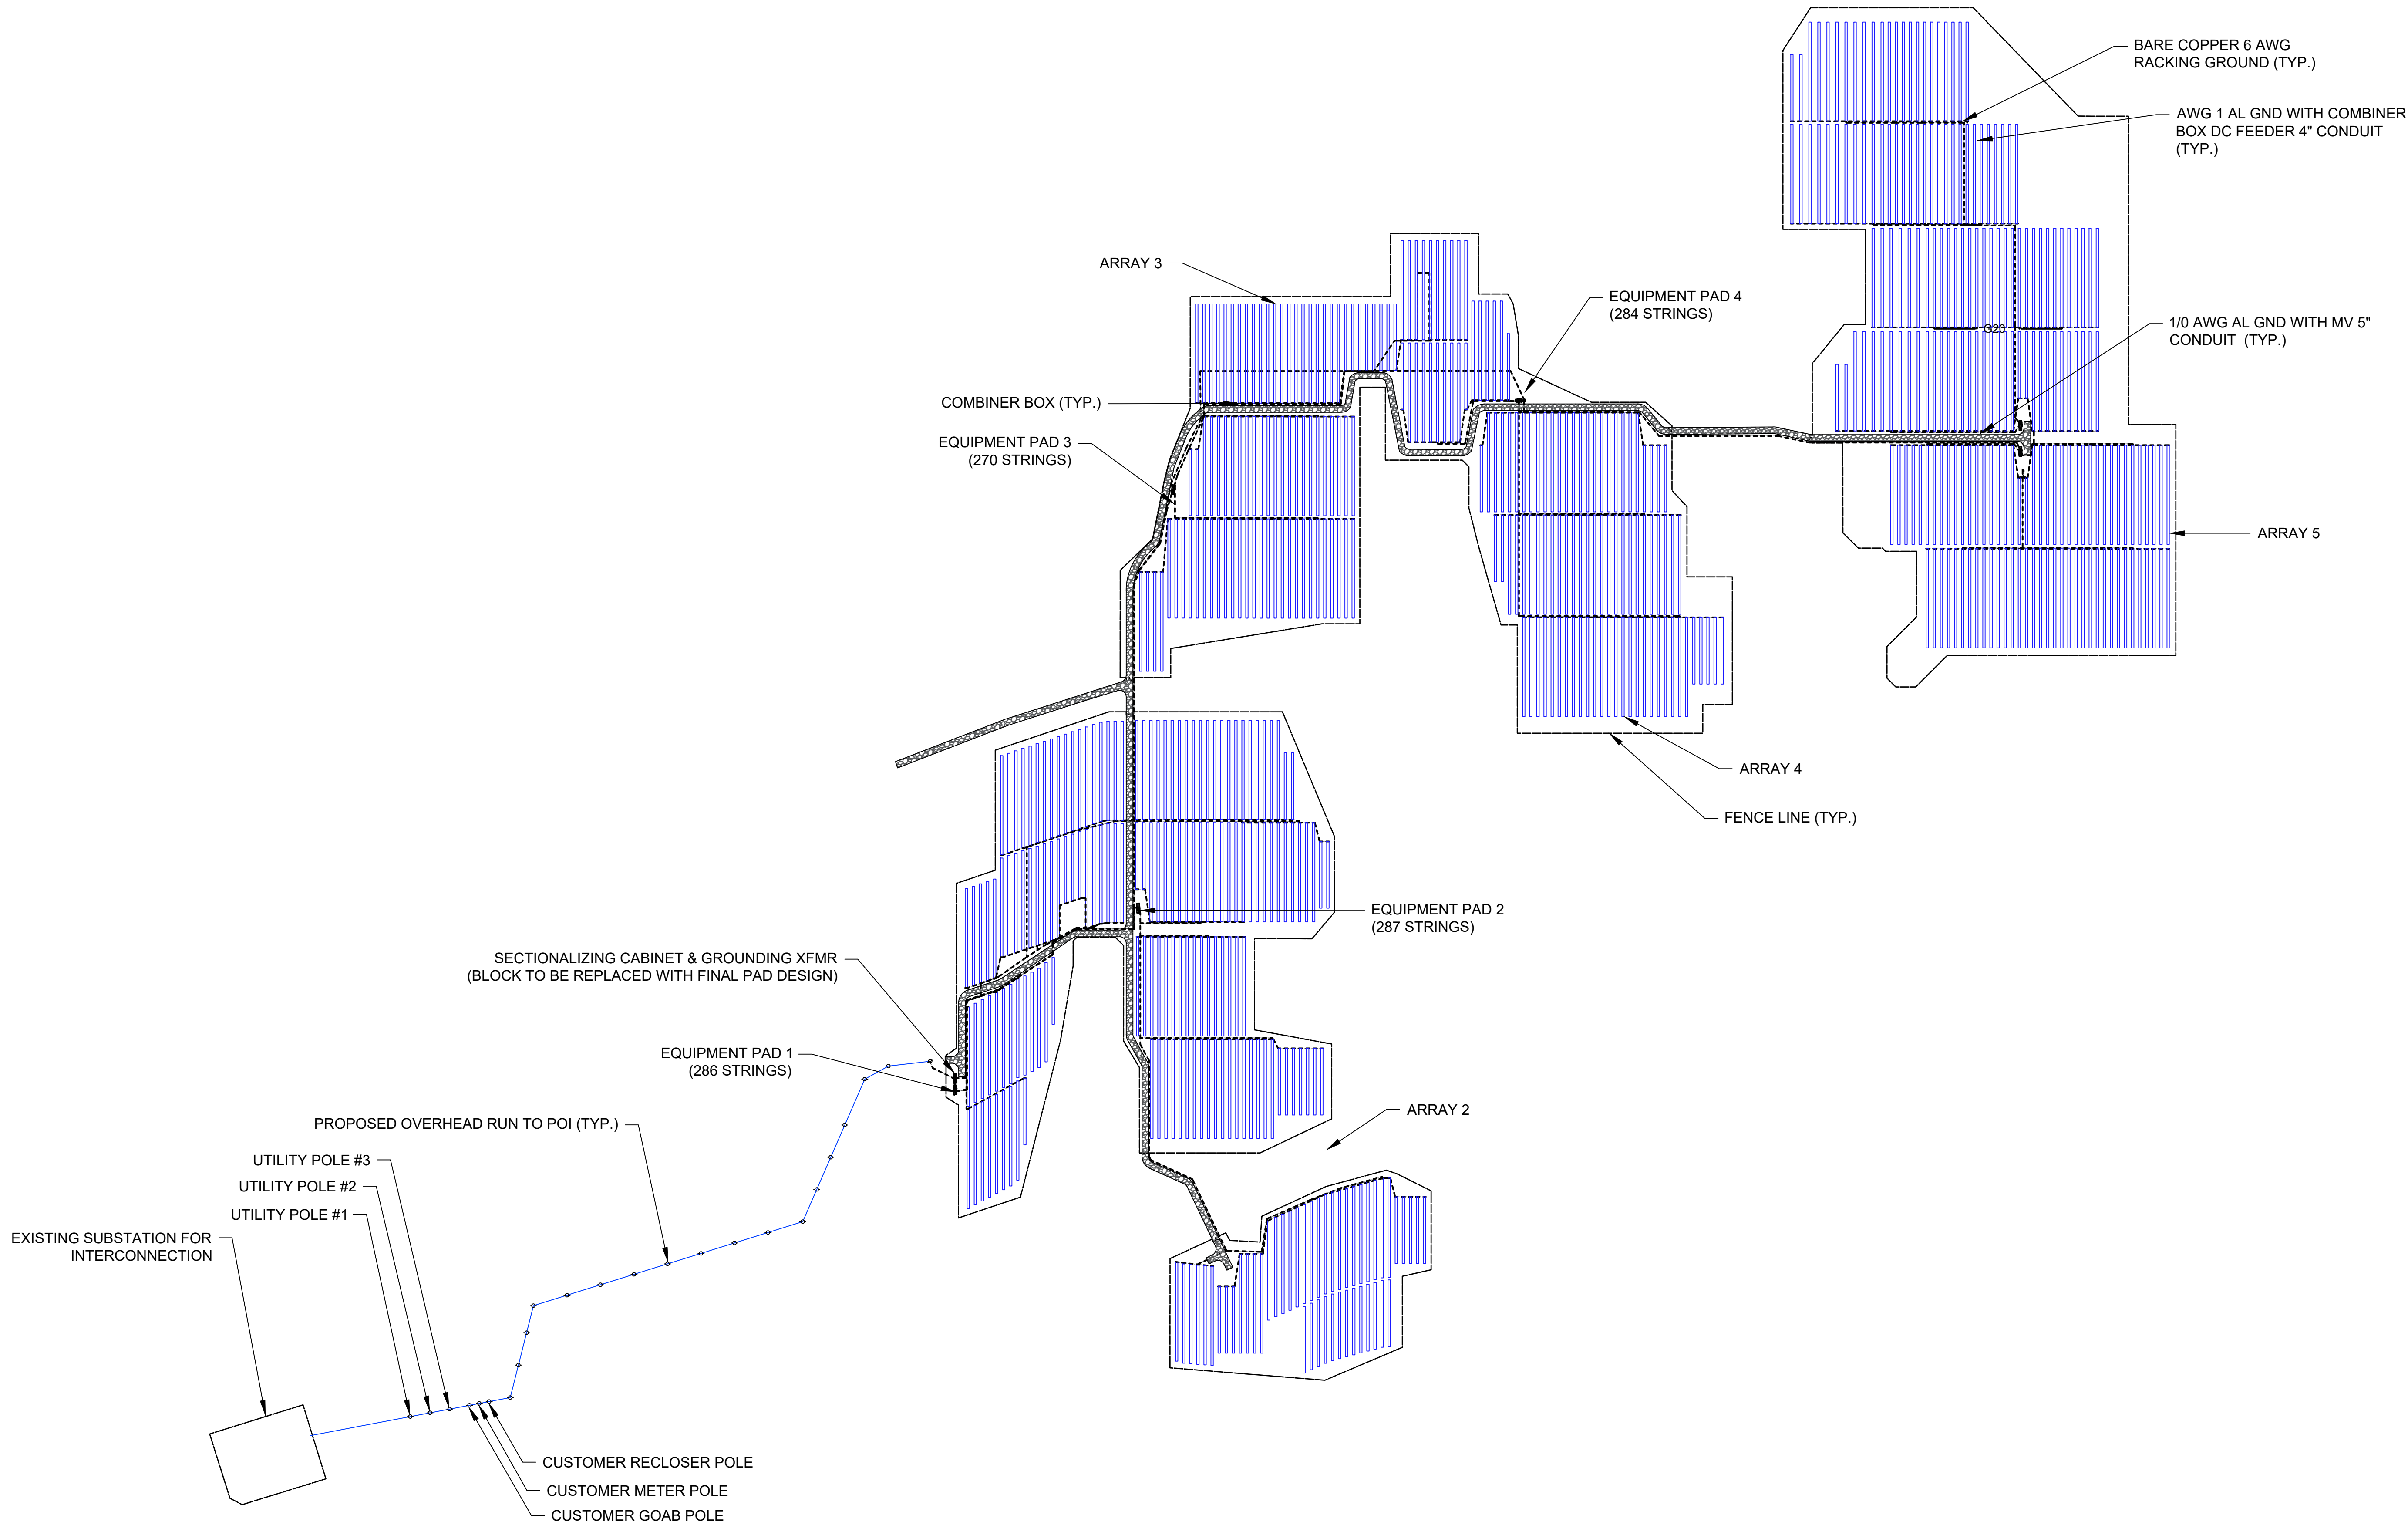 BARE COPPER 6 AWG
RACKING GROUND (TYP.)
AWG 1 AL GND WITH COMBINER
BOX DC FEEDER 4" CONDUIT
(TYP.)
ARRAY 3
EQUIPMENT PAD 4
(284 STRINGS)
1/0 AWG AL GND WITH MV 5"
CONDUIT (TYP.)
COMBINER BOX (TYP.)
EQUIPMENT PAD 3
(270 STRINGS)
ARRAY 5
ARRAY 4
FENCE LINE (TYP.)
EQUIPMENT PAD 2
(287 STRINGS)
SECTIONALIZING CABINET & GROUNDING XFMR
(BLOCK TO BE REPLACED WITH FINAL PAD DESIGN)
EQUIPMENT PAD 1
(286 STRINGS)
ARRAY 2
PROPOSED OVERHEAD RUN TO POI (TYP.)
UTILITY POLE #3
UTILITY POLE #2
UTILITY POLE #1
EXISTING SUBSTATION FOR
INTERCONNECTION
CUSTOMER RECLOSER POLE
CUSTOMER METER POLE
CUSTOMER GOAB POLE